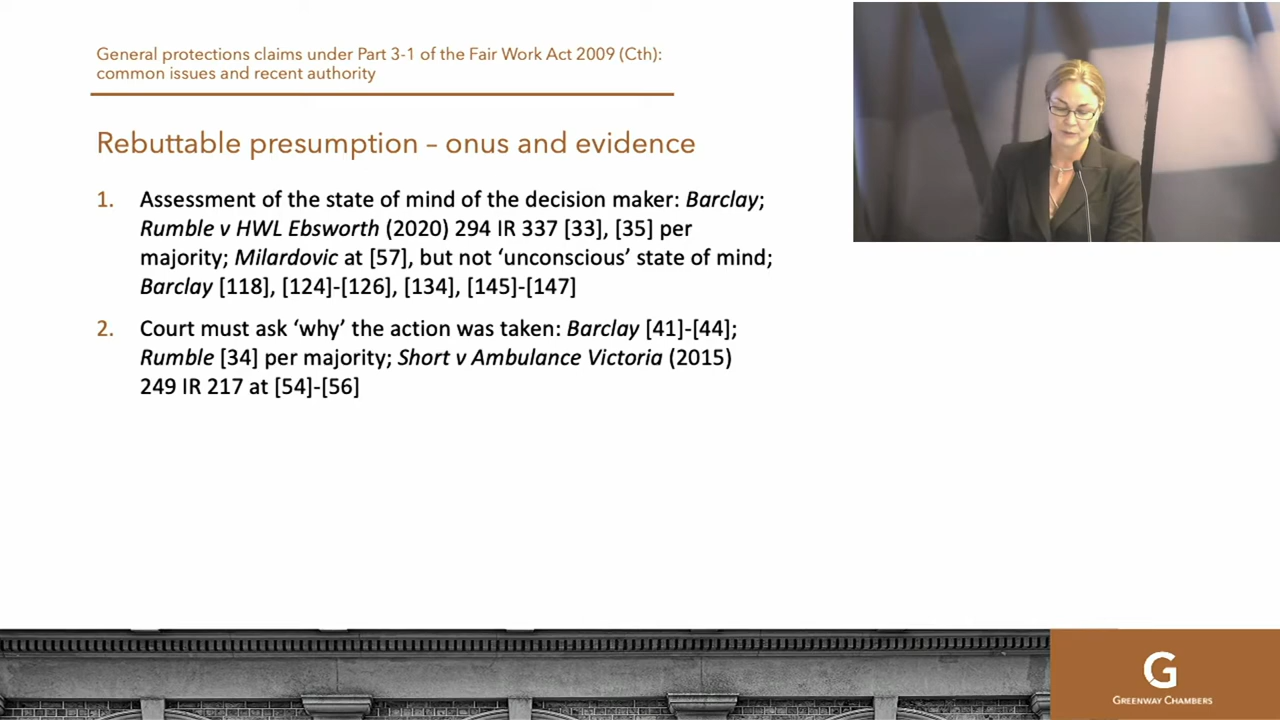 General protections claims under Part 3-1 of the Fair Work Act 2009 (Cth):
common issues and recent authority
Rebuttable presumption – onus and evidence
1. Assessment of the state of mind of the decision maker: Barclay;
Rumble v HWL Ebsworth (2020) 294 IR 337 [33], [35] per
majority; Milardovic at [57], but not ‘unconscious’ state of mind;
Barclay [118], [124]-[126], [134], [145]-[147]
2. Court must ask ‘why’ the action was taken: Barclay [41]-[44];
Rumble [34] per majority; Short v Ambulance Victoria (2015)
249 IR 217 at [54]-[56]
G
GREENWAY CHAMBERS